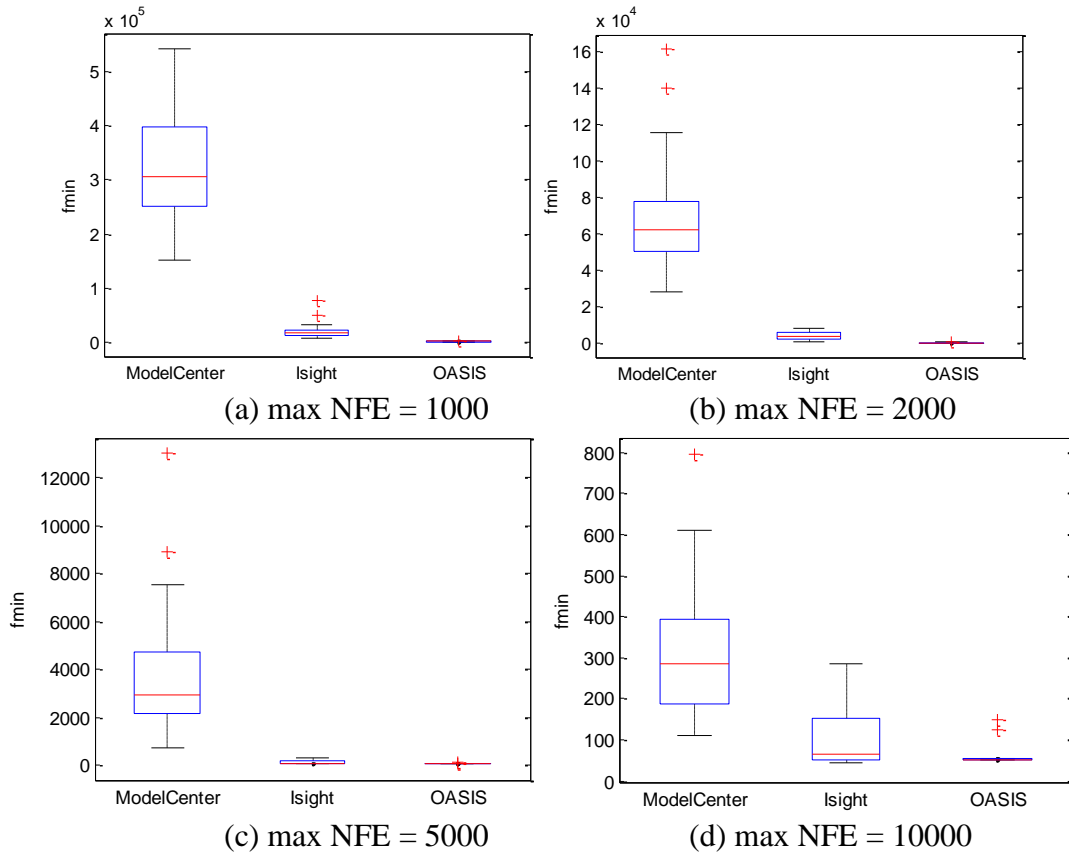 x 10^5
fmin
5
4
3
2
1
0
ModelCenter Isight OASIS
(a) max NFE = 1000
x 10^4
fmin
16
14
12
10
8
6
4
2
0
ModelCenter Isight OASIS
(b) max NFE = 2000
fmin
12000
10000
8000
6000
4000
2000
0
ModelCenter Isight OASIS
(c) max NFE = 5000
fmin
800
700
600
500
400
300
200
100
0
ModelCenter Isight OASIS
(d) max NFE = 10000